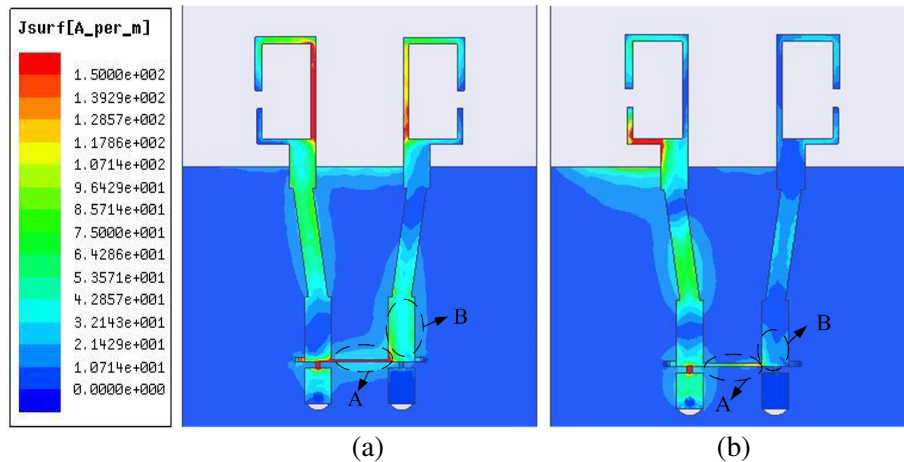 Jsurf[A_per_m]
1.5000e+002
1.3929e+002
1.2857e+002
1.1786e+002
1.0714e+002
9.6429e+001
8.5714e+001
7.5000e+001
6.4286e+001
5.3571e+001
4.2857e+001
3.2143e+001
2.1429e+001
1.0714e+001
0.0000e+000
B
A
(a)
B
A
(b)